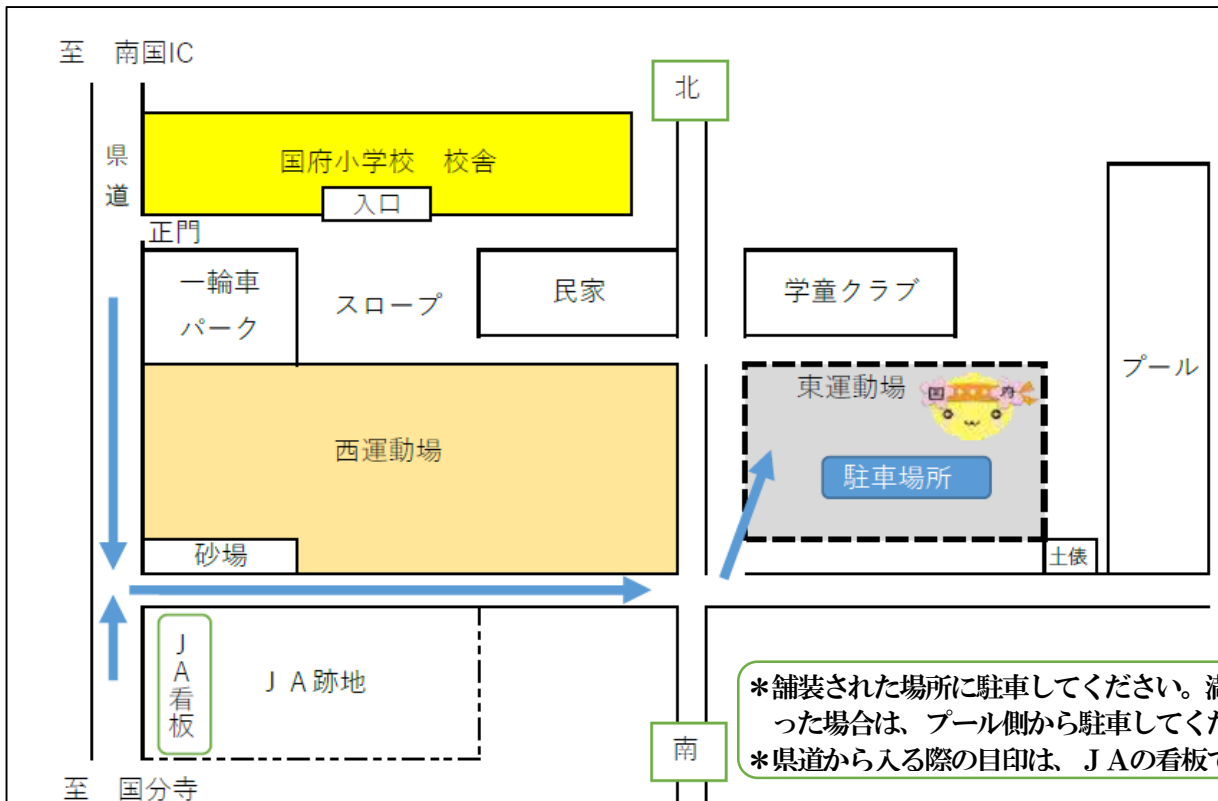 至　南国IC
北
県
道
国府小学校　校舎
入口
正門
一輪車
パーク
スロープ
民家
学童クラブ
プール
東運動場
国 府
西運動場
駐車場所
砂場
土俵
J
A
看
板
ＪＡ跡地
＊舗装された場所に駐車してください。満
った場合は、プール側から駐車してくだ
＊県道から入る際の目印は、ＪＡの看板で
南
至　国分寺